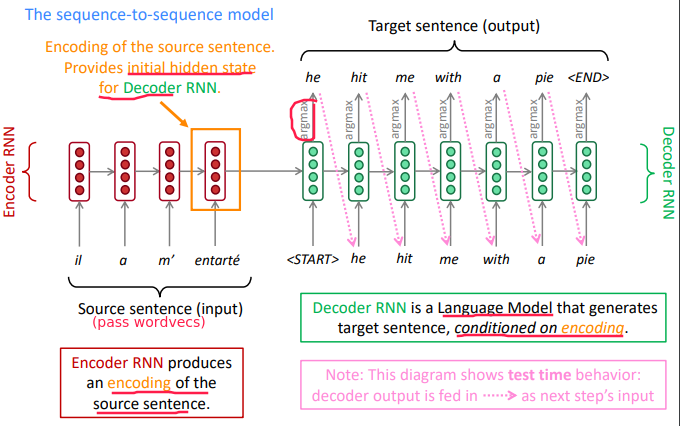 The sequence-to-sequence model
Encoding of the source sentence.
Provides initial hidden state
for Decoder RNN.
Target sentence (output)
he hit me with a pie <END>
argmax argmax argmax argmax argmax argmax argmax
Encoder RNN
Decoder RNN
il a m’ entarté
<START> he hit me with a pie
Source sentence (input)
(pass wordvecs)
Decoder RNN is a Language Model that generates
target sentence, conditioned on encoding.
Encoder RNN produces
an encoding of the
source sentence.
Note: This diagram shows test time behavior:
decoder output is fed in as next step’s input